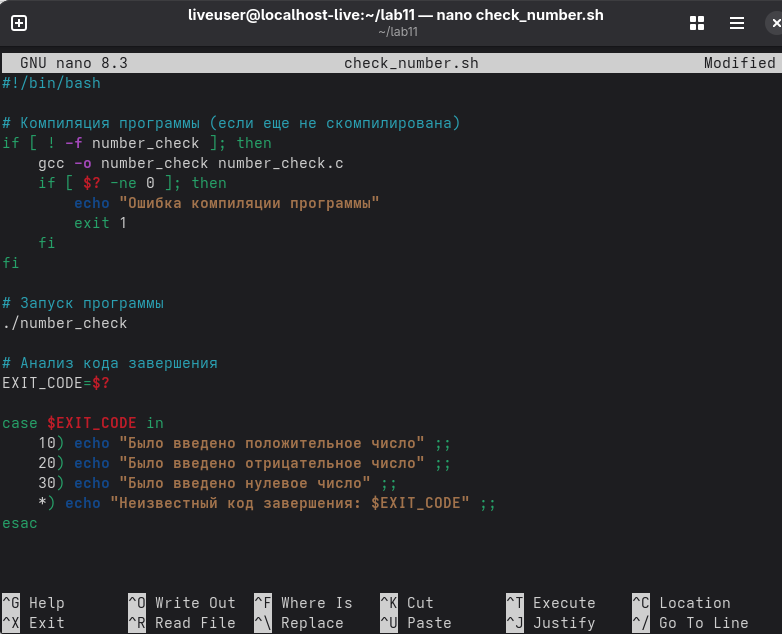 liveuser@localhost-live:~/lab11 — nano check_number.sh
~/lab11
GNU nano 8.3 check_number.sh Modified
#!/bin/bash
# Компиляция программы (если еще не скомпилирована)
if [ ! -f number_check ]; then
    gcc -o number_check number_check.c
    if [ $? -ne 0 ]; then
        echo "Ошибка компиляции программы"
        exit 1
    fi
fi
# Запуск программы
./number_check
# Анализ кода завершения
EXIT_CODE=$?
case $EXIT_CODE in
    10) echo "Было введено положительное число" ;;
    20) echo "Было введено отрицательное число" ;;
    30) echo "Было введено нулевое число" ;;
    *) echo "Неизвестный код завершения: $EXIT_CODE" ;;
esac
^G Help ^O Write Out ^F Where Is ^K Cut ^T Execute ^C Location
^X Exit ^R Read File ^\ Replace ^U Paste ^J Justify ^/ Go To Line